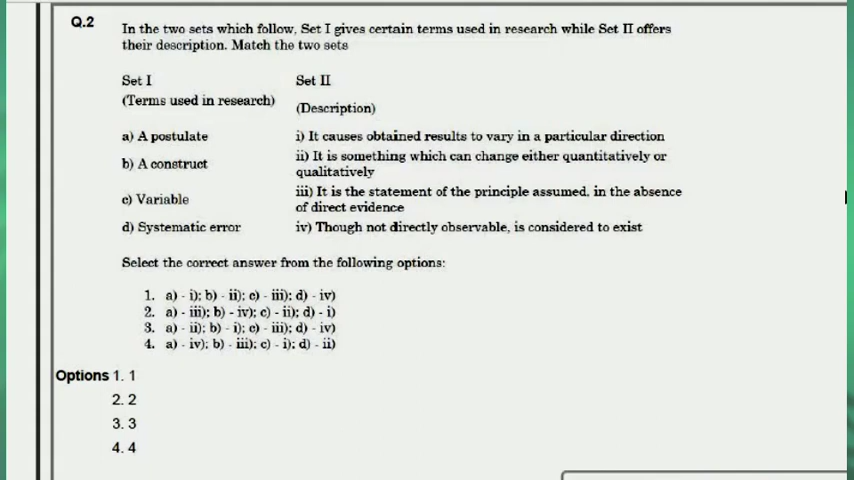 Q.2
In the two sets which follow, Set I gives certain terms used in research while Set II offers
their description. Match the two sets
Set I
Set II
(Terms used in research)
(Description)
a) A postulate
i) It causes obtained results to vary in a particular direction
b) A construct
ii) It is something which can change either quantitatively or
qualitatively
c) Variable
iii) It is the statement of the principle assumed, in the absence
of direct evidence
d) Systematic error
iv) Though not directly observable, is considered to exist
Select the correct answer from the following options:
1. a) - i); b) - ii); c) - iii); d) - iv)
2. a) - iii); b) - iv); c) - ii); d) - i)
3. a) - ii); b) - i); c) - iii); d) - iv)
4. a) - iv); b) - iii); c) - i); d) - ii)
Options 1. 1
2. 2
3. 3
4. 4